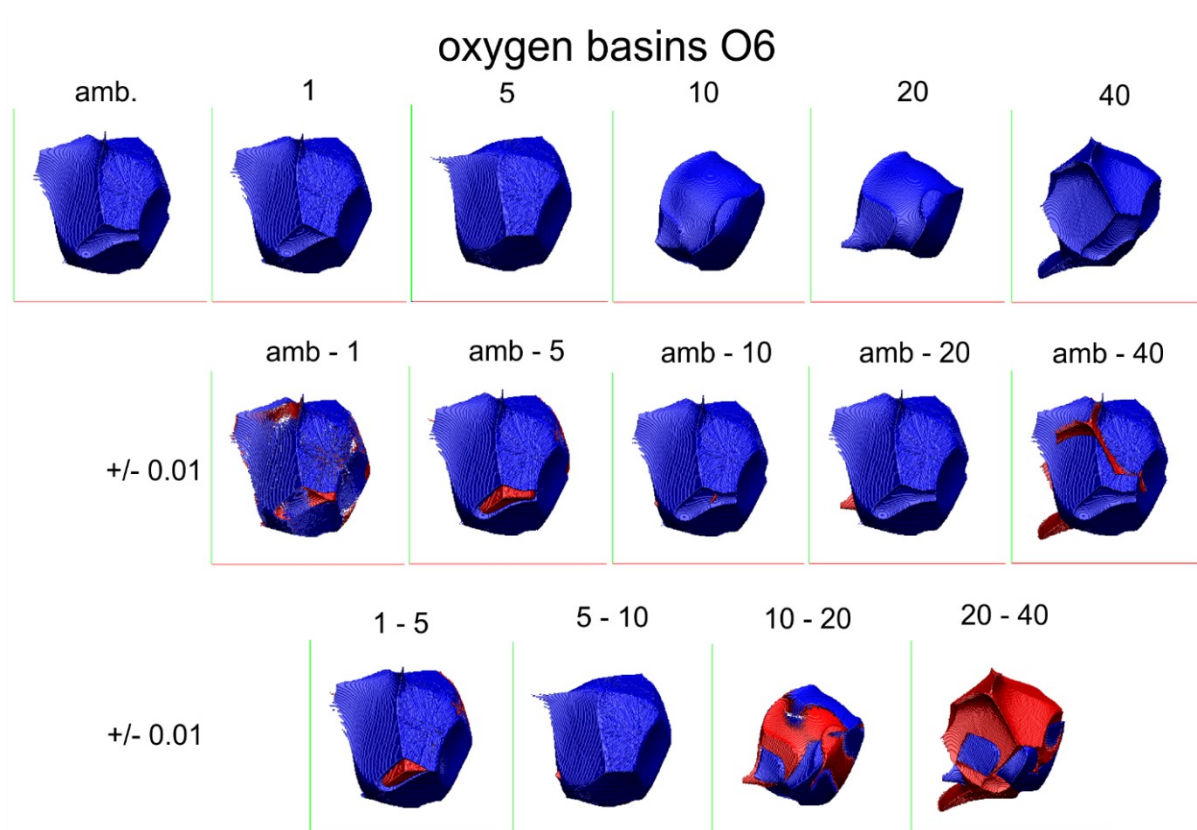 oxygen basins O6
amb. 1 5 10 20 40
amb - 1 amb - 5 amb - 10 amb - 20 amb - 40
+/- 0.01
1 - 5 5 - 10 10 - 20 20 - 40
+/- 0.01